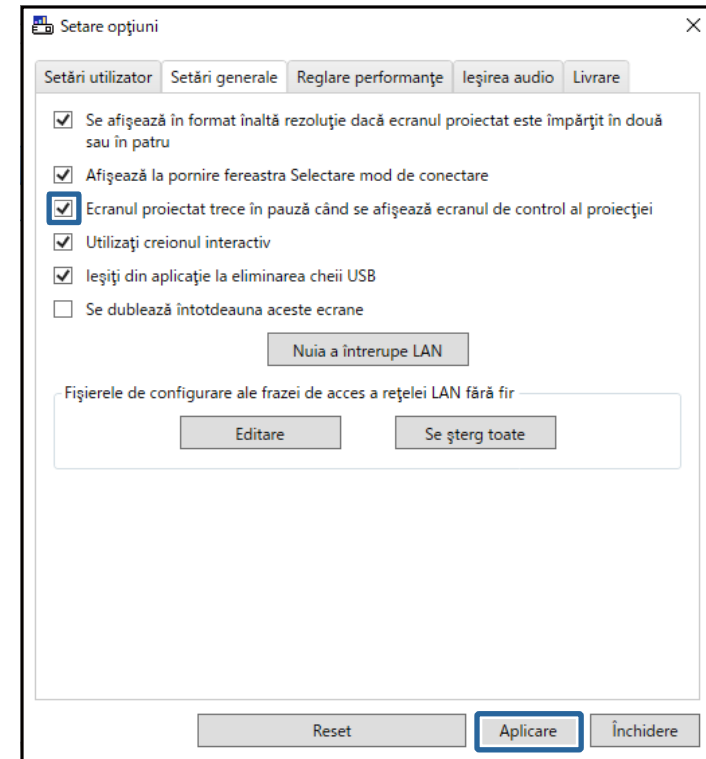 Setare opţiuni
Setări utilizator Setări generale Reglare performanţe Ieşirea audio Livrare
Se afişează în format înaltă rezoluţie dacă ecranul proiectat este împărţit în două
sau în patru
Afişează la pornire fereastra Selectare mod de conectare
Ecranul proiectat trece în pauză când se afişează ecranul de control al proiecţiei
Utilizaţi creionul interactiv
Ieşiţi din aplicaţie la eliminarea cheii USB
Se dublează întotdeauna aceste ecrane
Nuia a întrerupe LAN
Fişierele de configurare ale frazei de acces a reţelei LAN fără fir
Editare Se şterg toate
Reset Aplicare Închidere